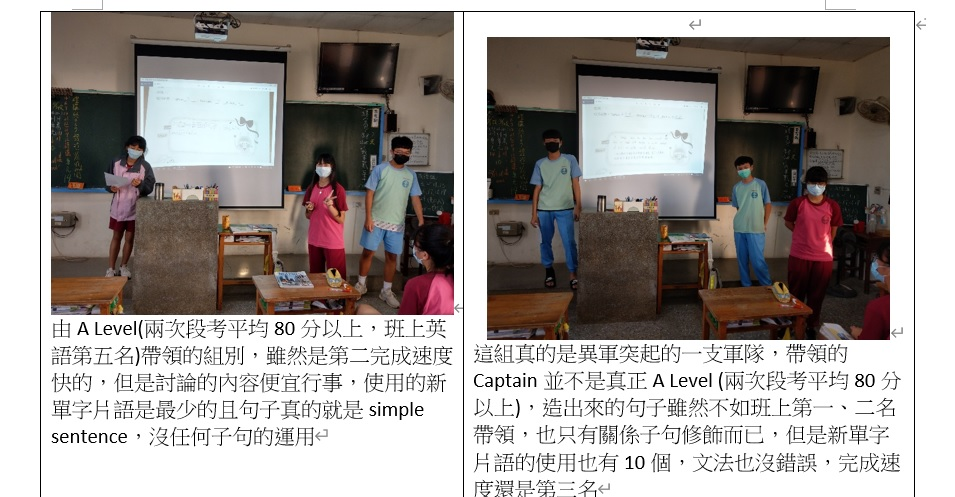 由 A Level(兩次段考平均 80 分以上，班上英
語第五名)帶領的組別，雖然是第二完成速度
快的，但是討論的內容便宜行事，使用的新
單字片語是最少的且句子真的就是 simple
sentence，沒任何子句的運用
這組真的是異軍突起的一支軍隊，帶領的
Captain 並不是真正 A Level (兩次段考平均 80 分
以上)，造出來的句子雖然不如班上第一、二名
帶領，也只有關係子句修飾而已，但是新單字
片語的使用也有 10 個，文法也沒錯誤，完成速
度還是第三名